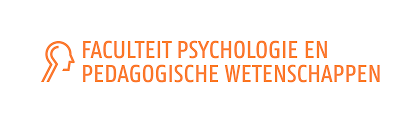 FACULTEIT PSYCHOLOGIE EN
PEDAGOGISCHE WETENSCHAPPEN